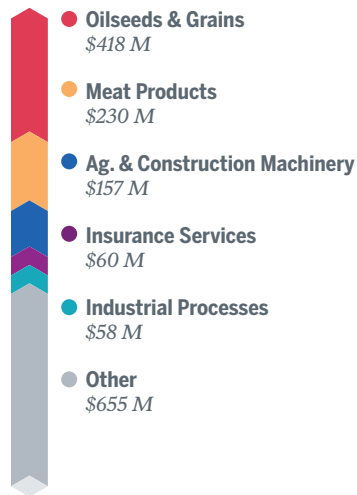 Oilseeds & Grains
$418 M
Meat Products
$230 M
Ag. & Construction Machinery
$157 M
Insurance Services
$60 M
Industrial Processes
$58 M
Other
$655 M